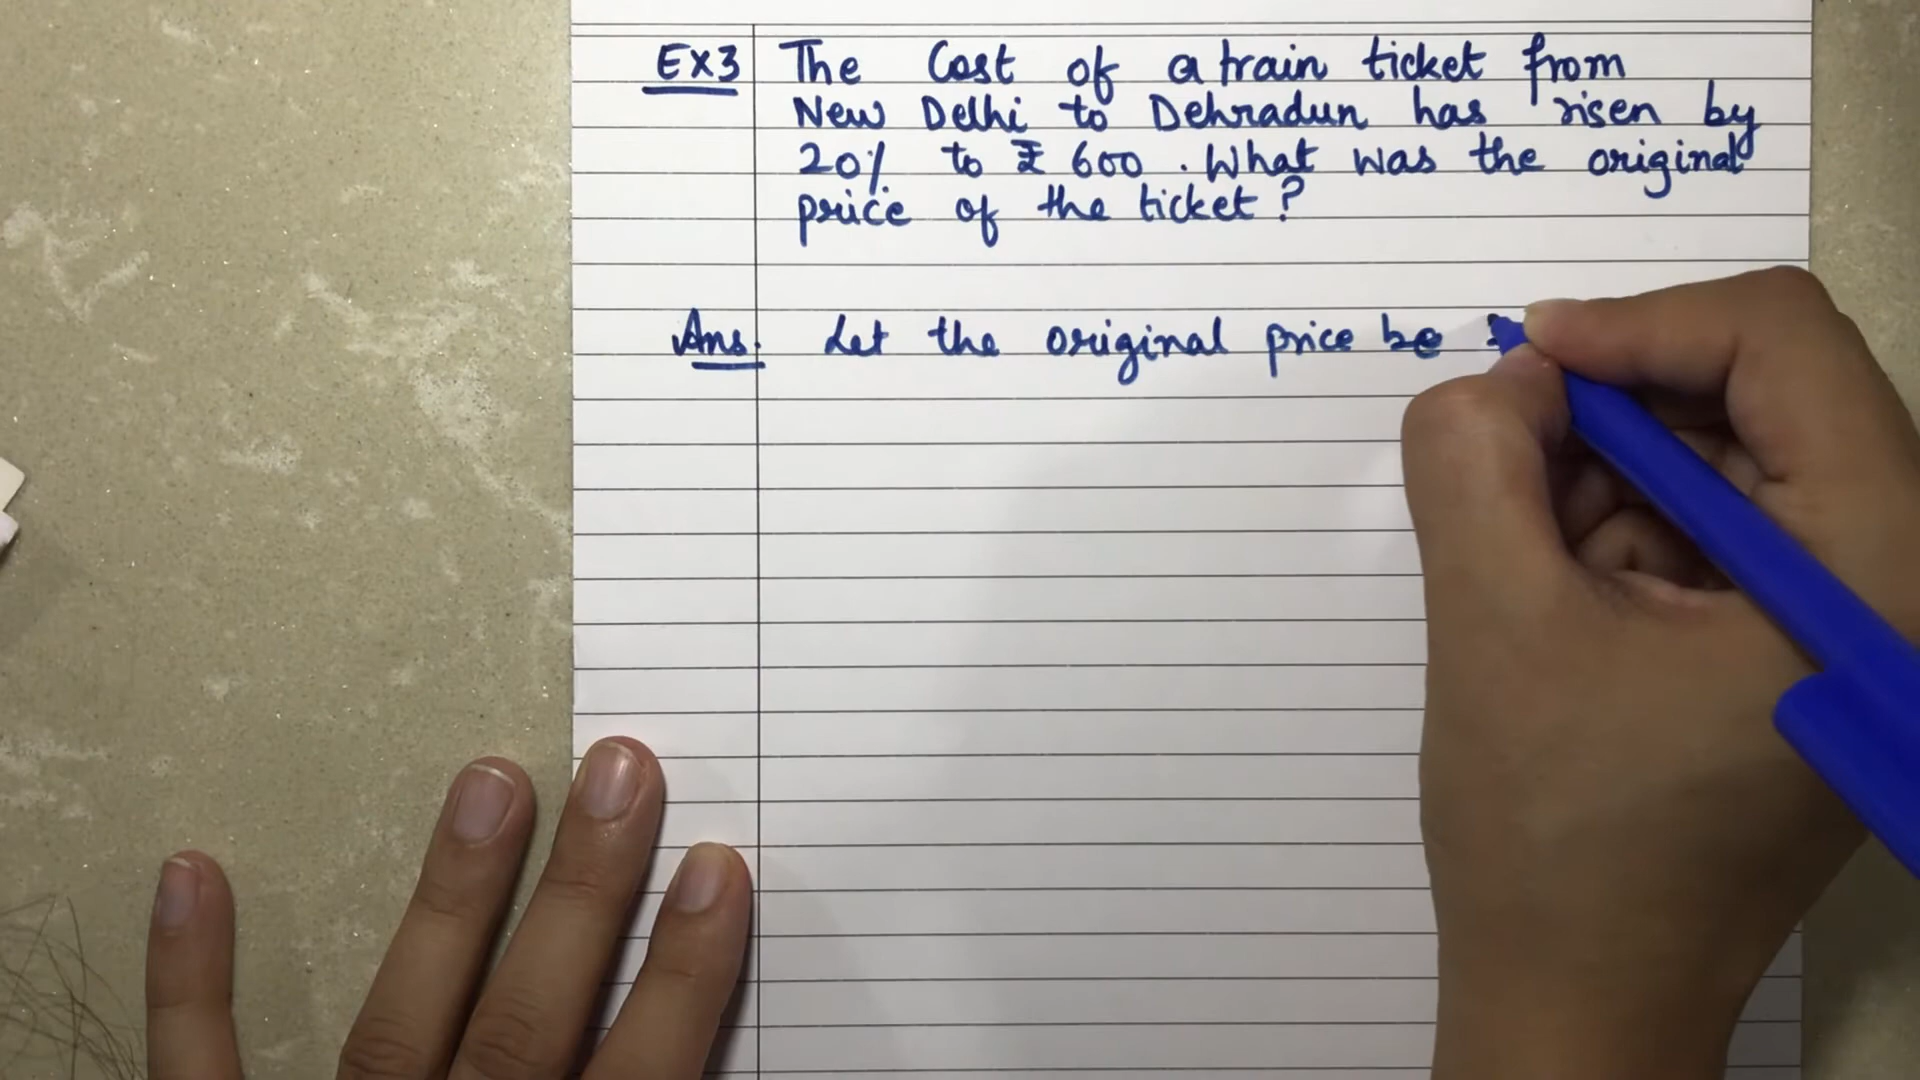 Ex3 The Cost of a train ticket from
New Delhi to Dehradun has risen by
20% to ₹ 600 . What was the original
price of the ticket ?
Ans. Let the original price be